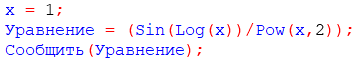 x = 1;
Уравнение = (Sin(Log(x))/Pow(x,2));
Сообщить(Уравнение);